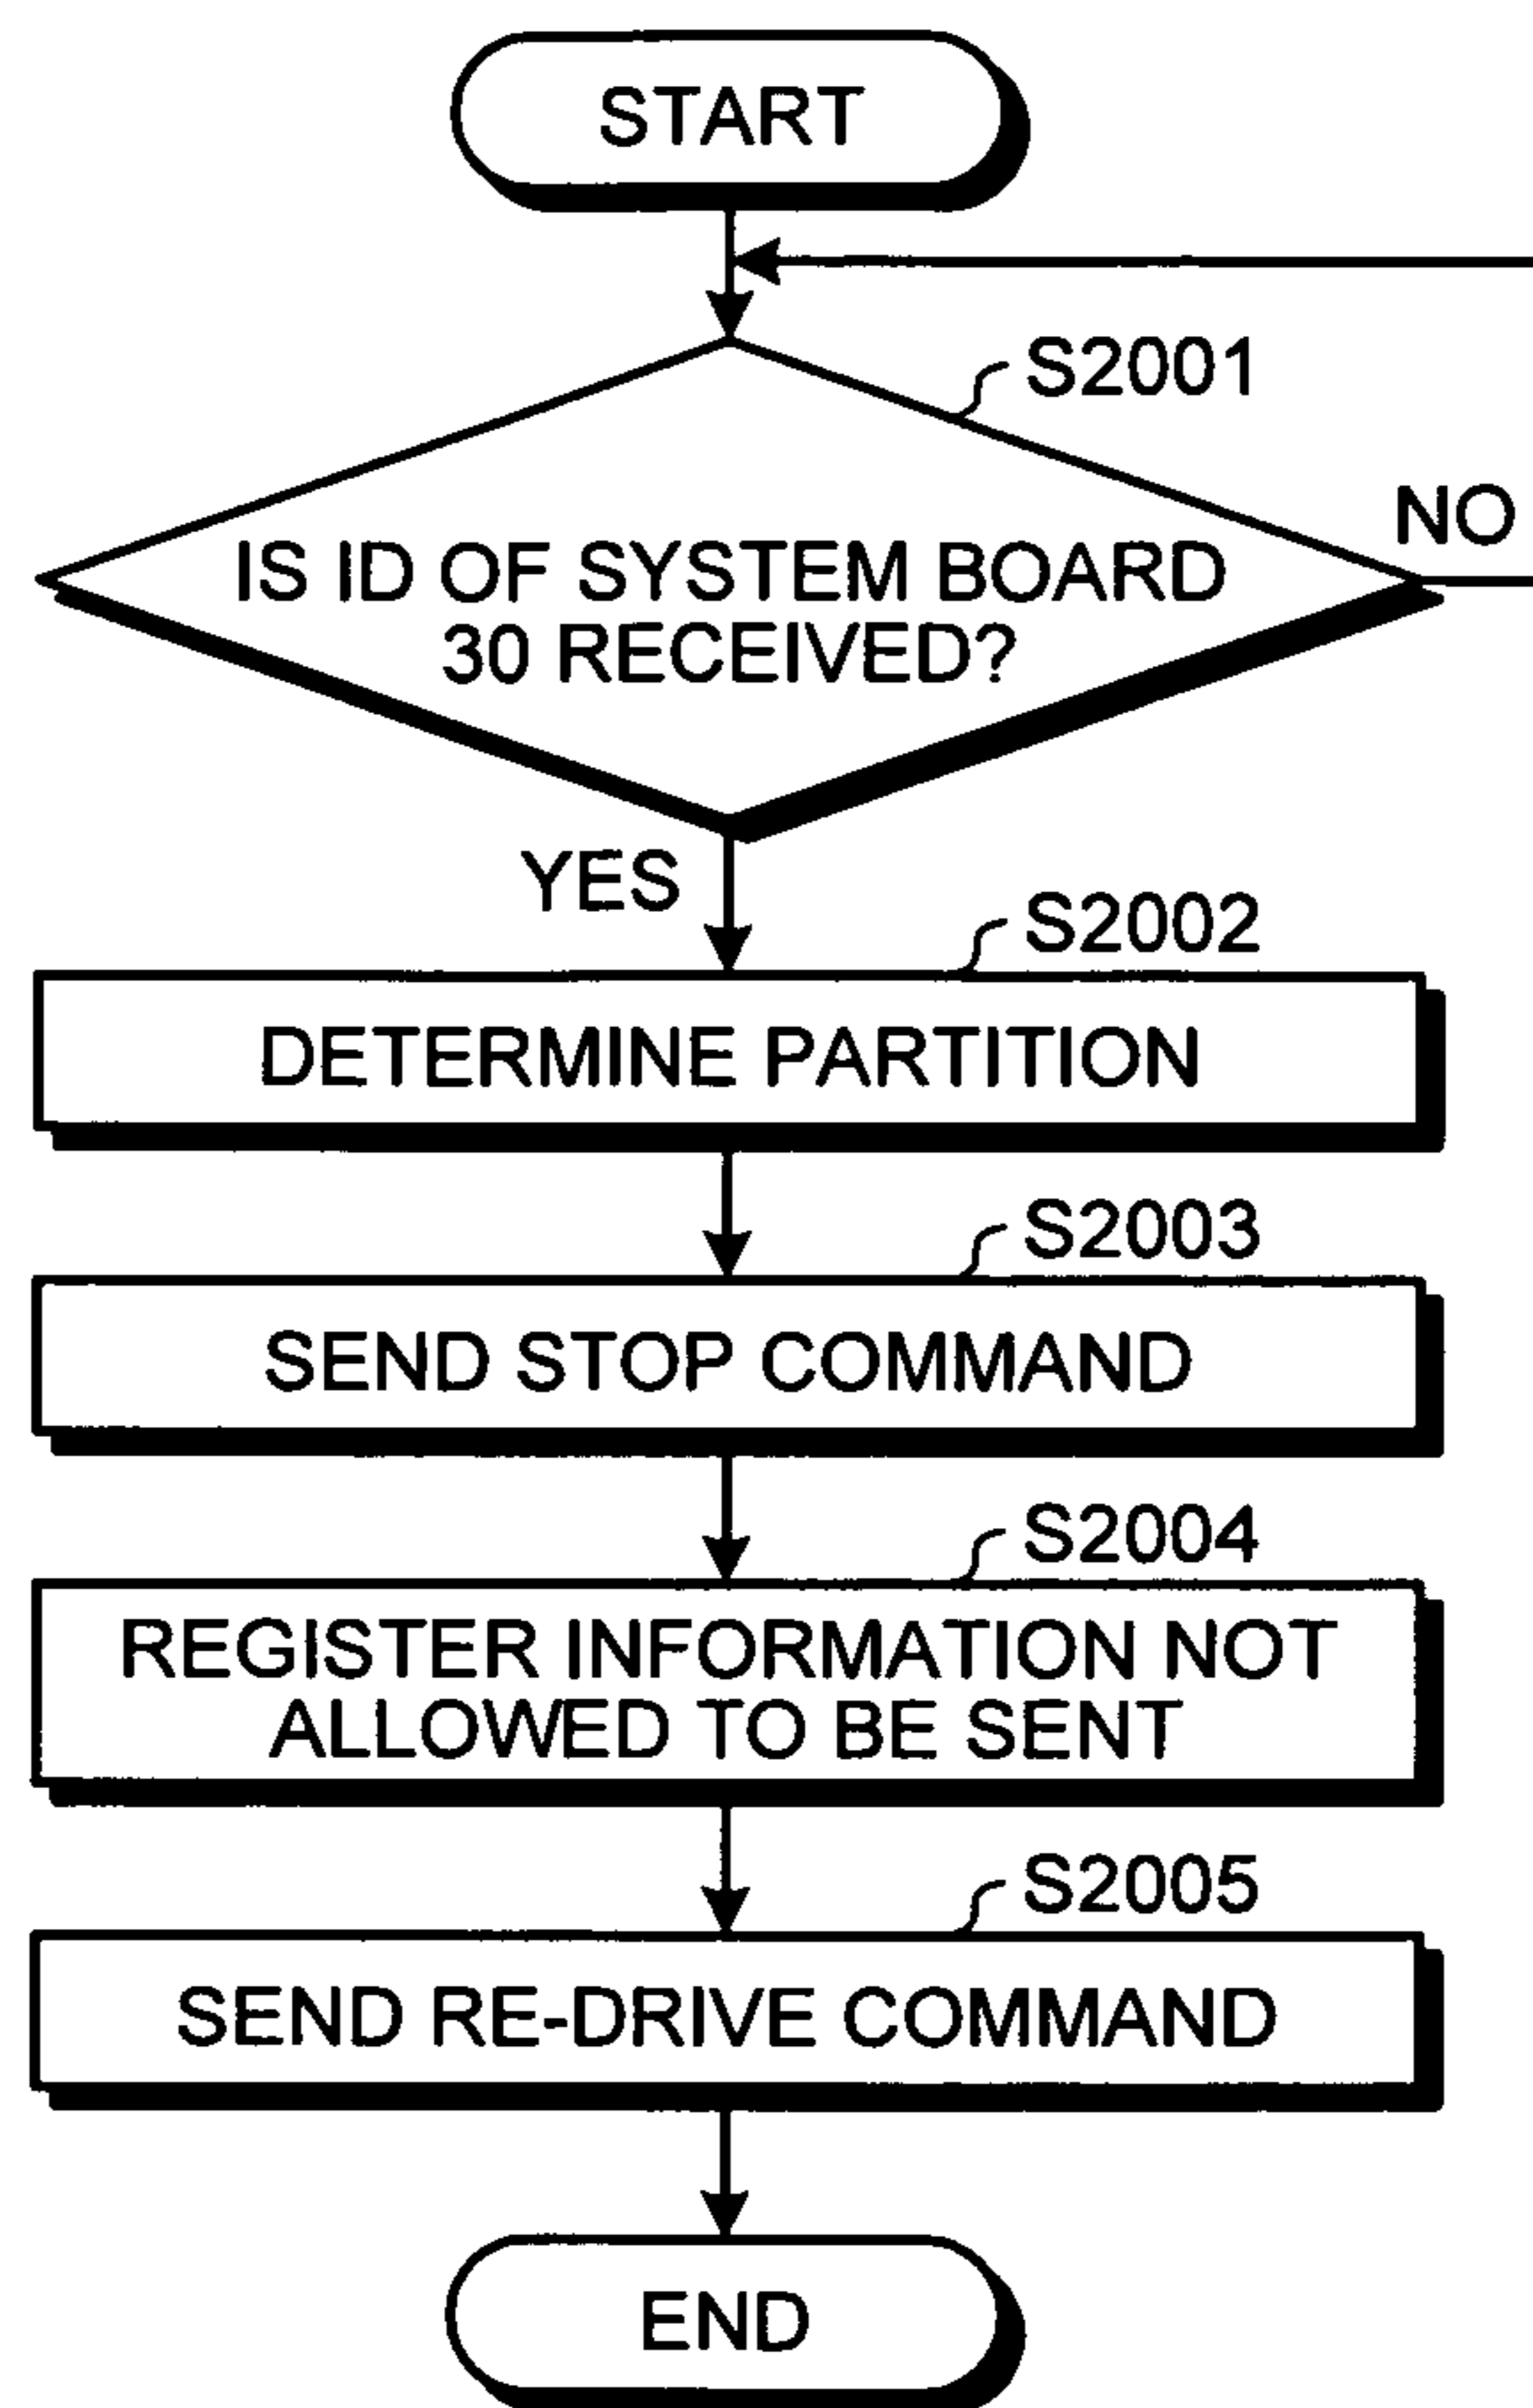 START
S2001
NO
IS ID OF SYSTEM BOARD
30 RECEIVED?
YES
S2002
DETERMINE PARTITION
S2003
SEND STOP COMMAND
S2004
REGISTER INFORMATION NOT
ALLOWED TO BE SENT
S2005
SEND RE-DRIVE COMMAND
END